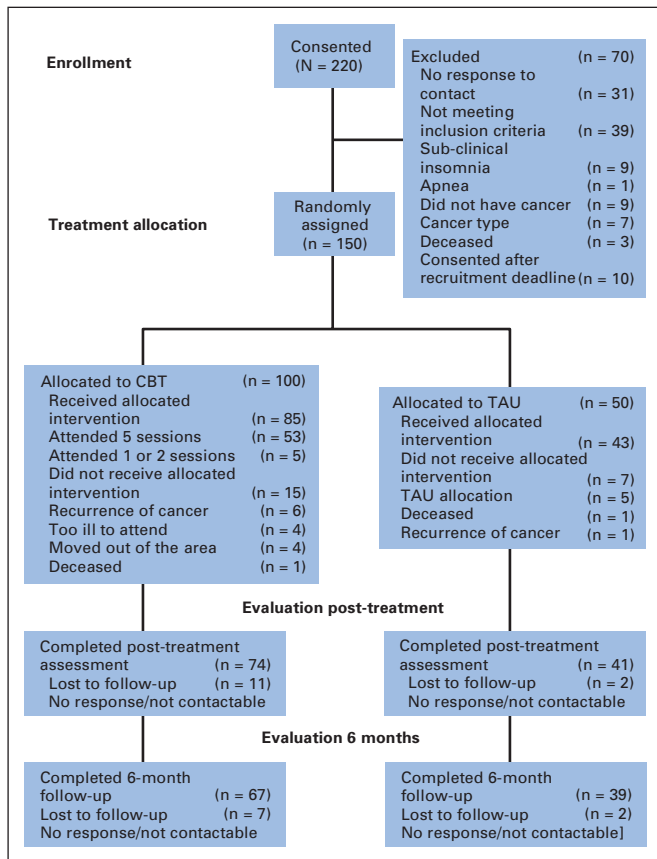 Enrollment
Consented
(N = 220)
Excluded (n = 70)
No response to
contact (n = 31)
Not meeting
inclusion criteria (n = 39)
Sub-clinical
insomnia (n = 9)
Apnea (n = 1)
Did not have cancer (n = 9)
Cancer type (n = 7)
Deceased (n = 3)
Consented after
recruitment deadline (n = 10)
Treatment allocation
Randomly
assigned
(n = 150)
Allocated to CBT (n = 100)
Received allocated
intervention (n = 85)
Attended 5 sessions (n = 53)
Attended 1 or 2 sessions (n = 5)
Did not receive allocated
intervention (n = 15)
Recurrence of cancer (n = 6)
Too ill to attend (n = 4)
Moved out of the area (n = 4)
Deceased (n = 1)
Allocated to TAU (n = 50)
Received allocated
intervention (n = 43)
Did not receive allocated
intervention (n = 7)
TAU allocation (n = 5)
Deceased (n = 1)
Recurrence of cancer (n = 1)
Evaluation post-treatment
Completed post-treatment
assessment (n = 74)
Lost to follow-up (n = 11)
No response/not contactable
Completed post-treatment
assessment (n = 41)
Lost to follow-up (n = 2)
No response/not contactable
Evaluation 6 months
Completed 6-month
follow-up (n = 67)
Lost to follow-up (n = 7)
No response/not contactable
Completed 6-month
follow-up (n = 39)
Lost to follow-up (n = 2)
No response/not contactable]